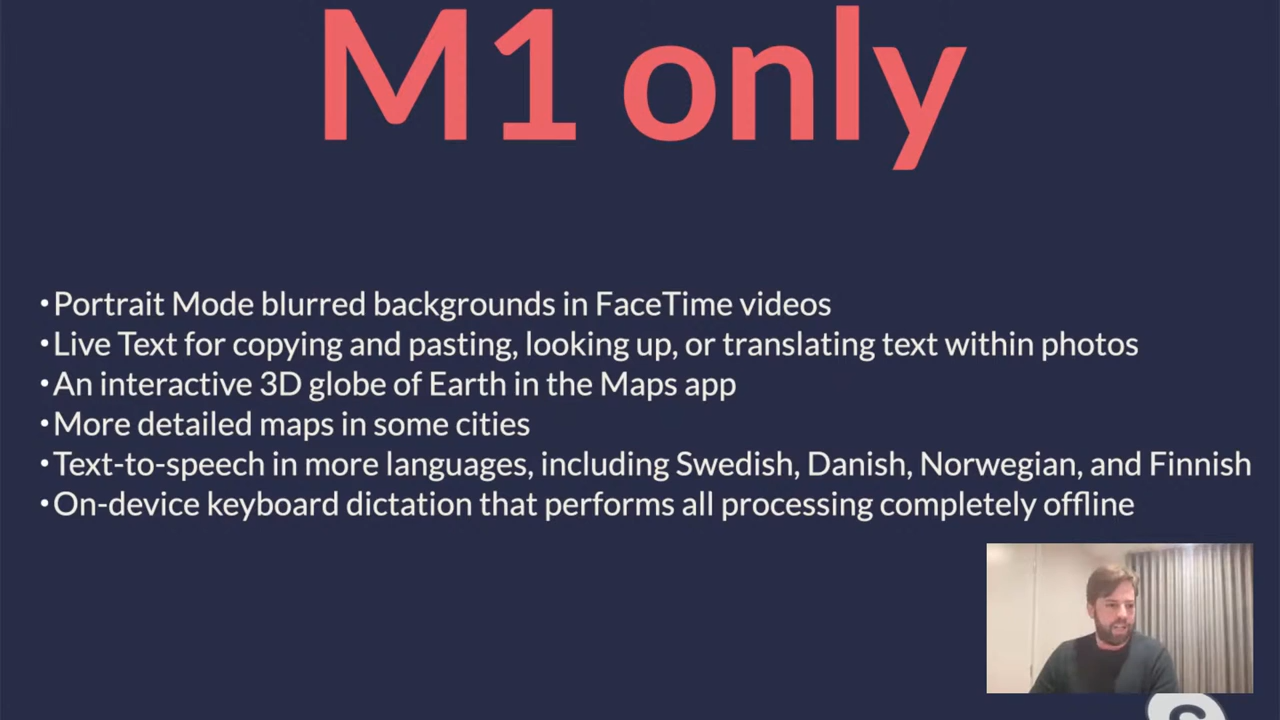 M1 only
•Portrait Mode blurred backgrounds in FaceTime videos
•Live Text for copying and pasting, looking up, or translating text within photos
•An interactive 3D globe of Earth in the Maps app
•More detailed maps in some cities
•Text-to-speech in more languages, including Swedish, Danish, Norwegian, and Finnish
•On-device keyboard dictation that performs all processing completely offline